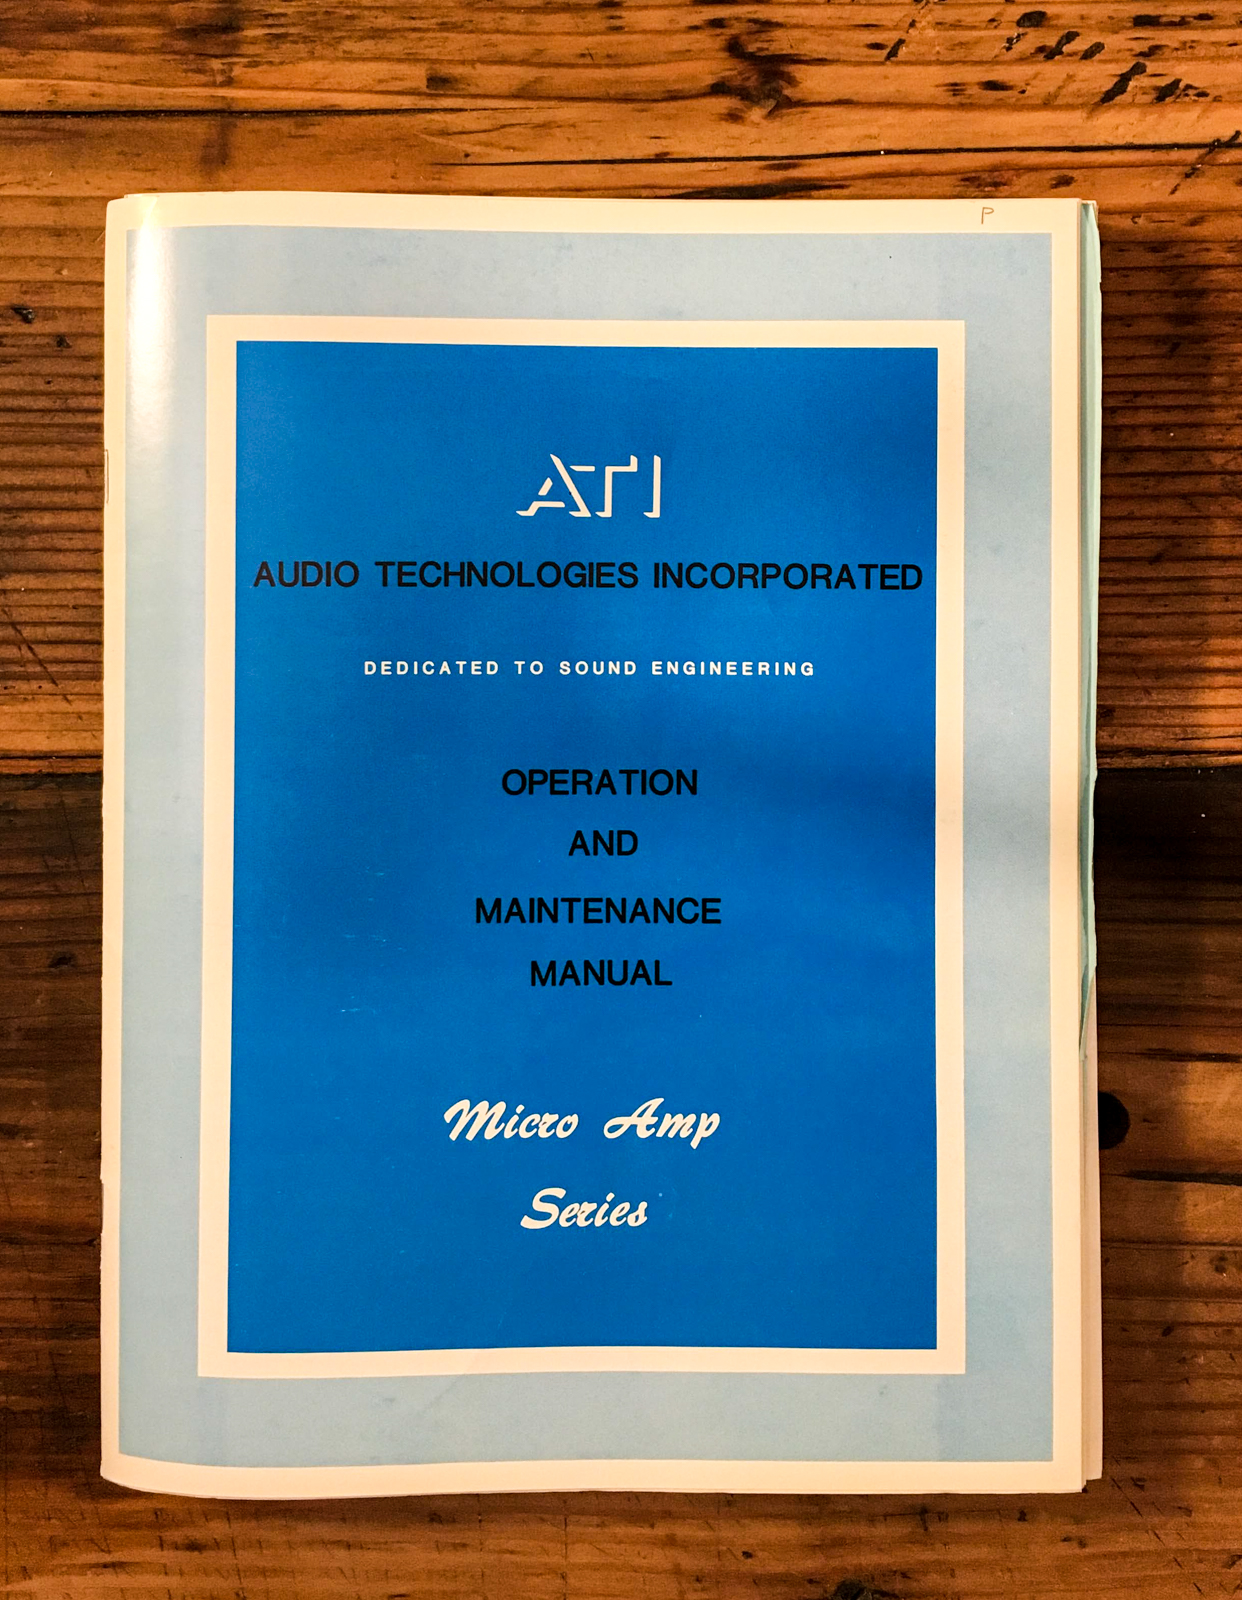 P
ATI
AUDIO TECHNOLOGIES INCORPORATED
DEDICATED TO SOUND ENGINEERING
OPERATION
AND
MAINTENANCE
MANUAL
Micro Amp
Series